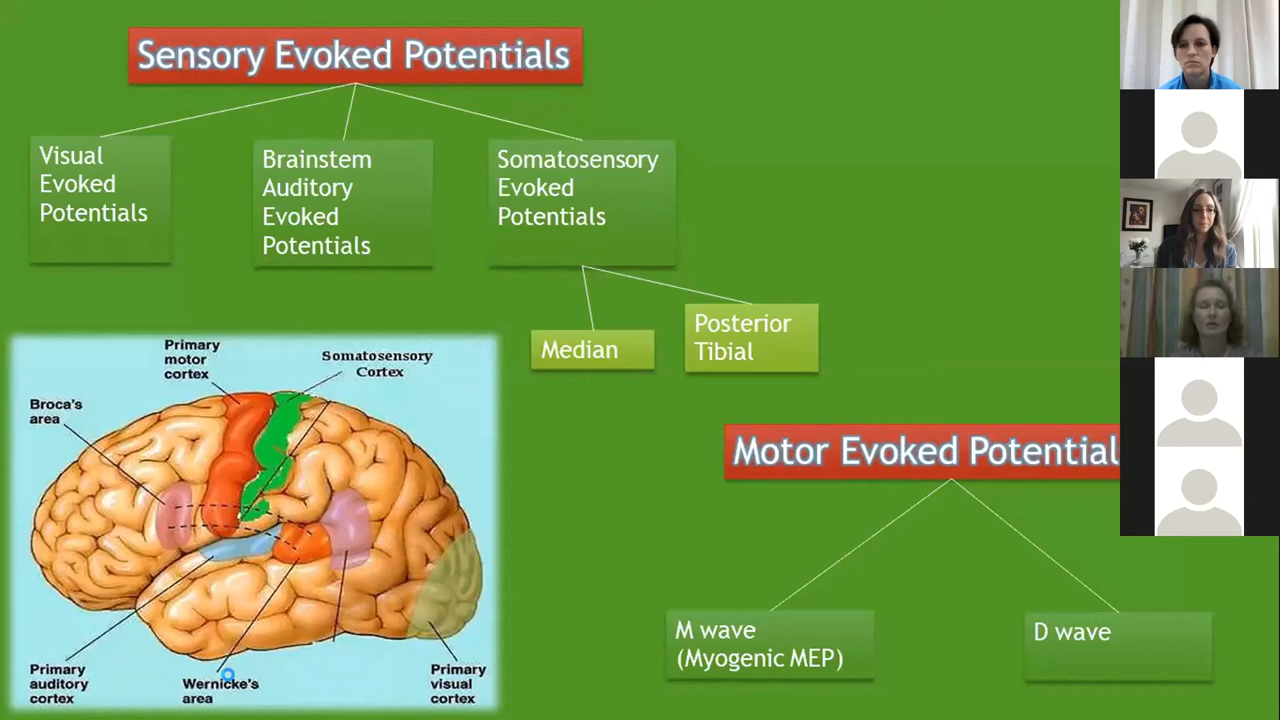 Sensory Evoked Potentials
Visual
Evoked
Potentials
Brainstem
Auditory
Evoked
Potentials
Somatosensory
Evoked
Potentials
Median
Posterior
Tibial
Primary
motor
cortex
Somatosensory
Cortex
Broca's
area
Primary
auditory
cortex
Wernicke's
area
Primary
visual
cortex
Motor Evoked Potential
M wave
(Myogenic MEP)
D wave